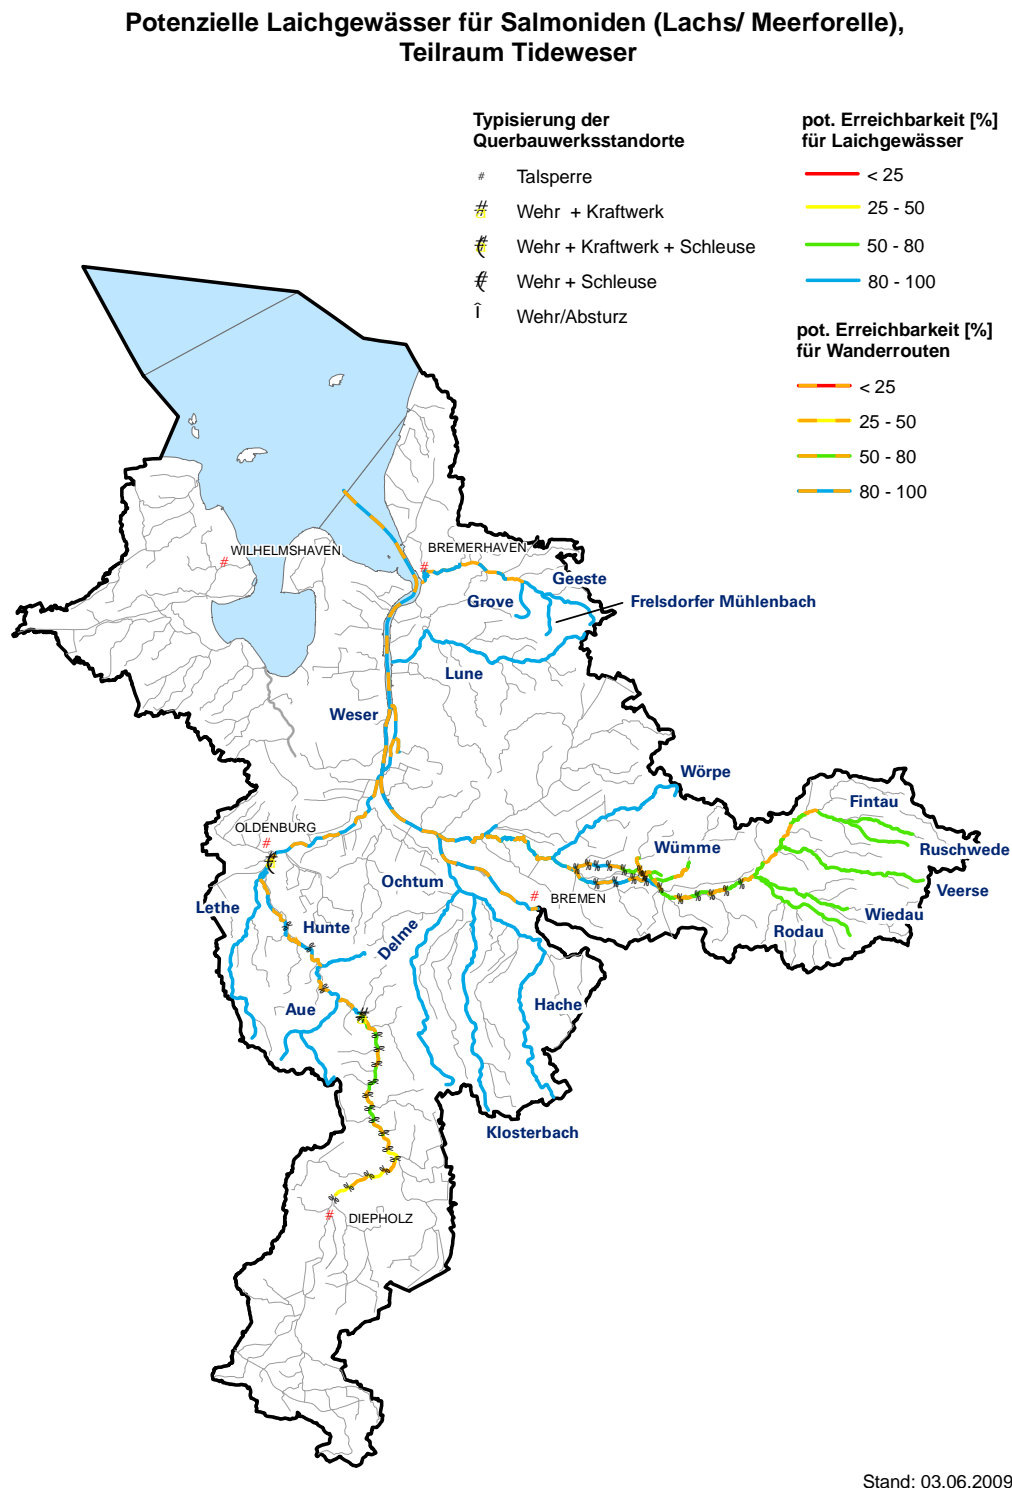 Potenzielle Laichgewässer für Salmoniden (Lachs/ Meerforelle),
Teilraum Tideweser
Typisierung der
Querbauwerksstandorte
# Talsperre
Wehr + Kraftwerk
Wehr + Kraftwerk + Schleuse
Wehr + Schleuse
Wehr/Absturz
pot. Erreichbarkeit [%]
für Laichgewässer
< 25
25 - 50
50 - 80
80 - 100
pot. Erreichbarkeit [%]
für Wanderrouten
< 25
25 - 50
50 - 80
80 - 100
WILHELMSHAVEN
BREMERHAVEN
Geeste
Grove
Frelsdorfer Mühlenbach
Lune
Weser
Wörpe
Fintau
OLDENBURG
Wümme
Ruschwede
Ochtum
Veerse
BREMEN
Lethe
Wiedau
Hunte
Delme
Rodau
Aue
Hache
Klosterbach
DIEPHOLZ
Stand: 03.06.2009